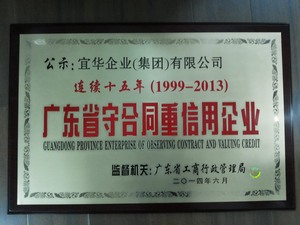 公示:宜华企业(集团)有限公司
连续十五年(1999-2013)
广东省守合同重信用企业
GUANGDONG PROVINCE ENTERPRISE OF OBSERVING CONTRACT AND VALUING CREDIT
监督机关:广东省工商行政管理局
二〇一四年六月